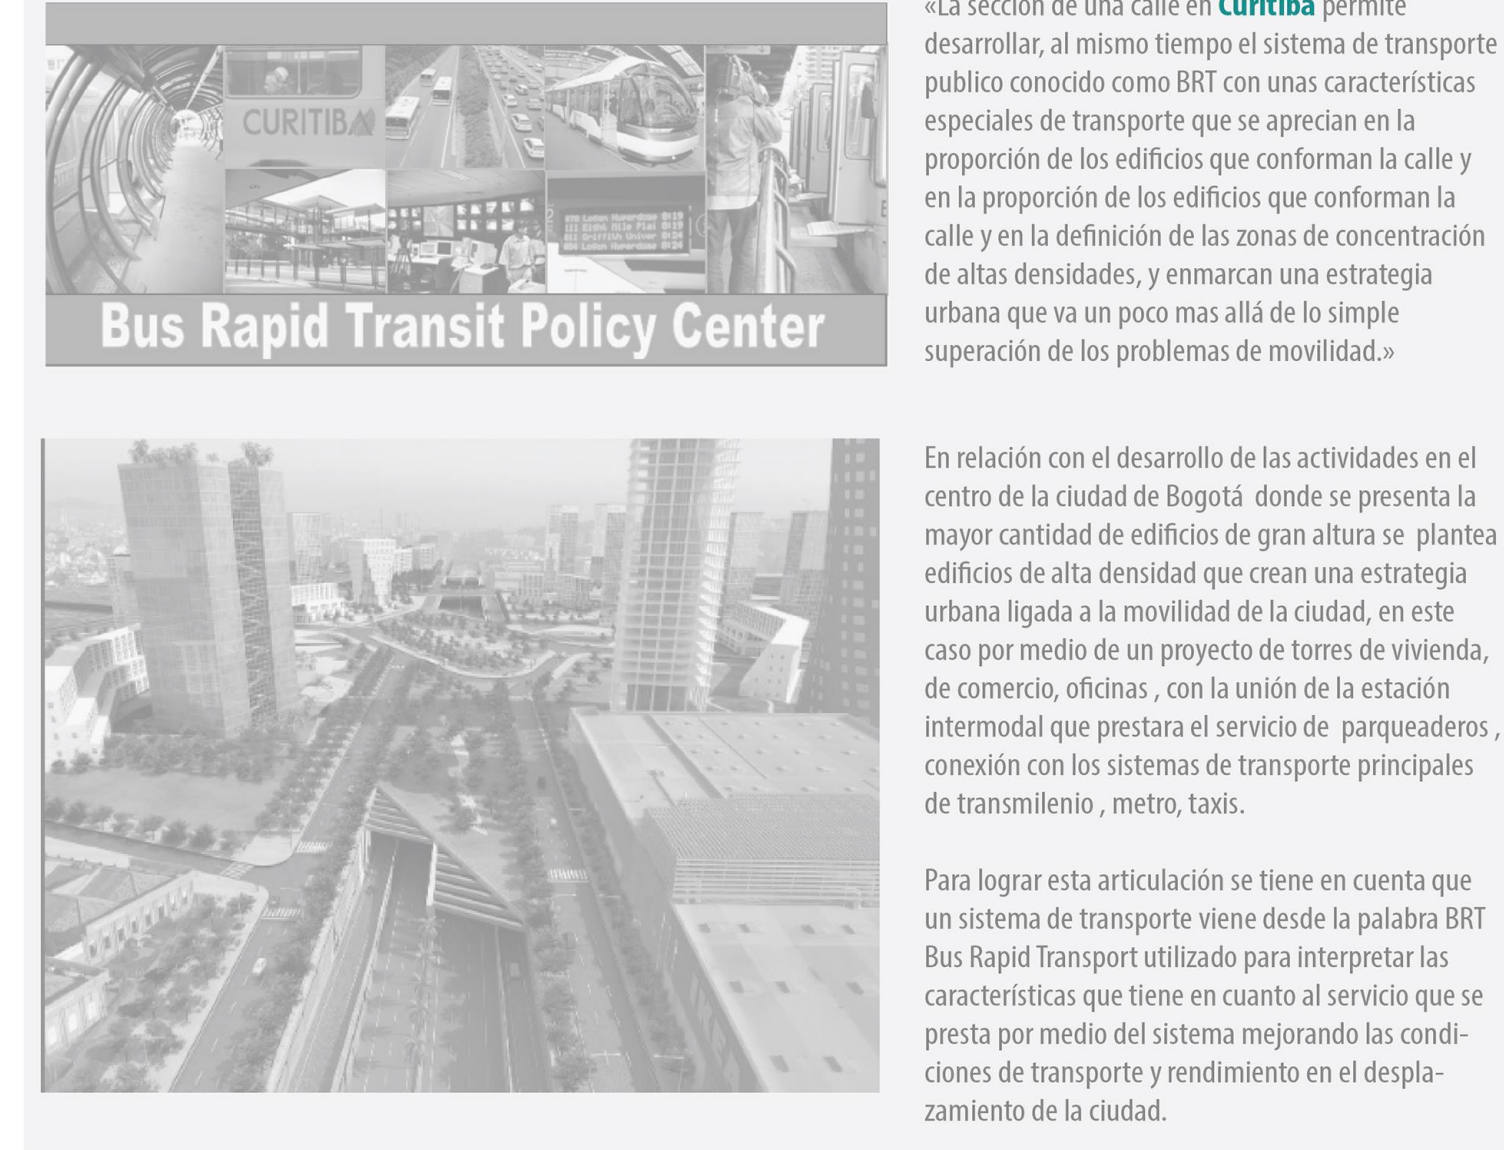 CURITIBA
Bus Rapid Transit Policy Center
«La sección de una calle en Curitiba permite
desarrollar, al mismo tiempo el sistema de transporte
publico conocido como BRT con unas características
especiales de transporte que se aprecian en la
proporción de los edificios que conforman la calle y
en la proporción de los edificios que conforman la
calle y en la definición de las zonas de concentración
de altas densidades, y enmarcan una estrategia
urbana que va un poco mas allá de lo simple
superación de los problemas de movilidad.»
En relación con el desarrollo de las actividades en el
centro de la ciudad de Bogotá donde se presenta la
mayor cantidad de edificios de gran altura se plantea
edificios de alta densidad que crean una estrategia
urbana ligada a la movilidad de la ciudad, en este
caso por medio de un proyecto de torres de vivienda,
de comercio, oficinas , con la unión de la estación
intermodal que prestara el servicio de parqueaderos ,
conexión con los sistemas de transporte principales
de transmilenio , metro, taxis.
Para lograr esta articulación se tiene en cuenta que
un sistema de transporte viene desde la palabra BRT
Bus Rapid Transport utilizado para interpretar las
características que tiene en cuanto al servicio que se
presta por medio del sistema mejorando las condi-
ciones de transporte y rendimiento en el despla-
zamiento de la ciudad.